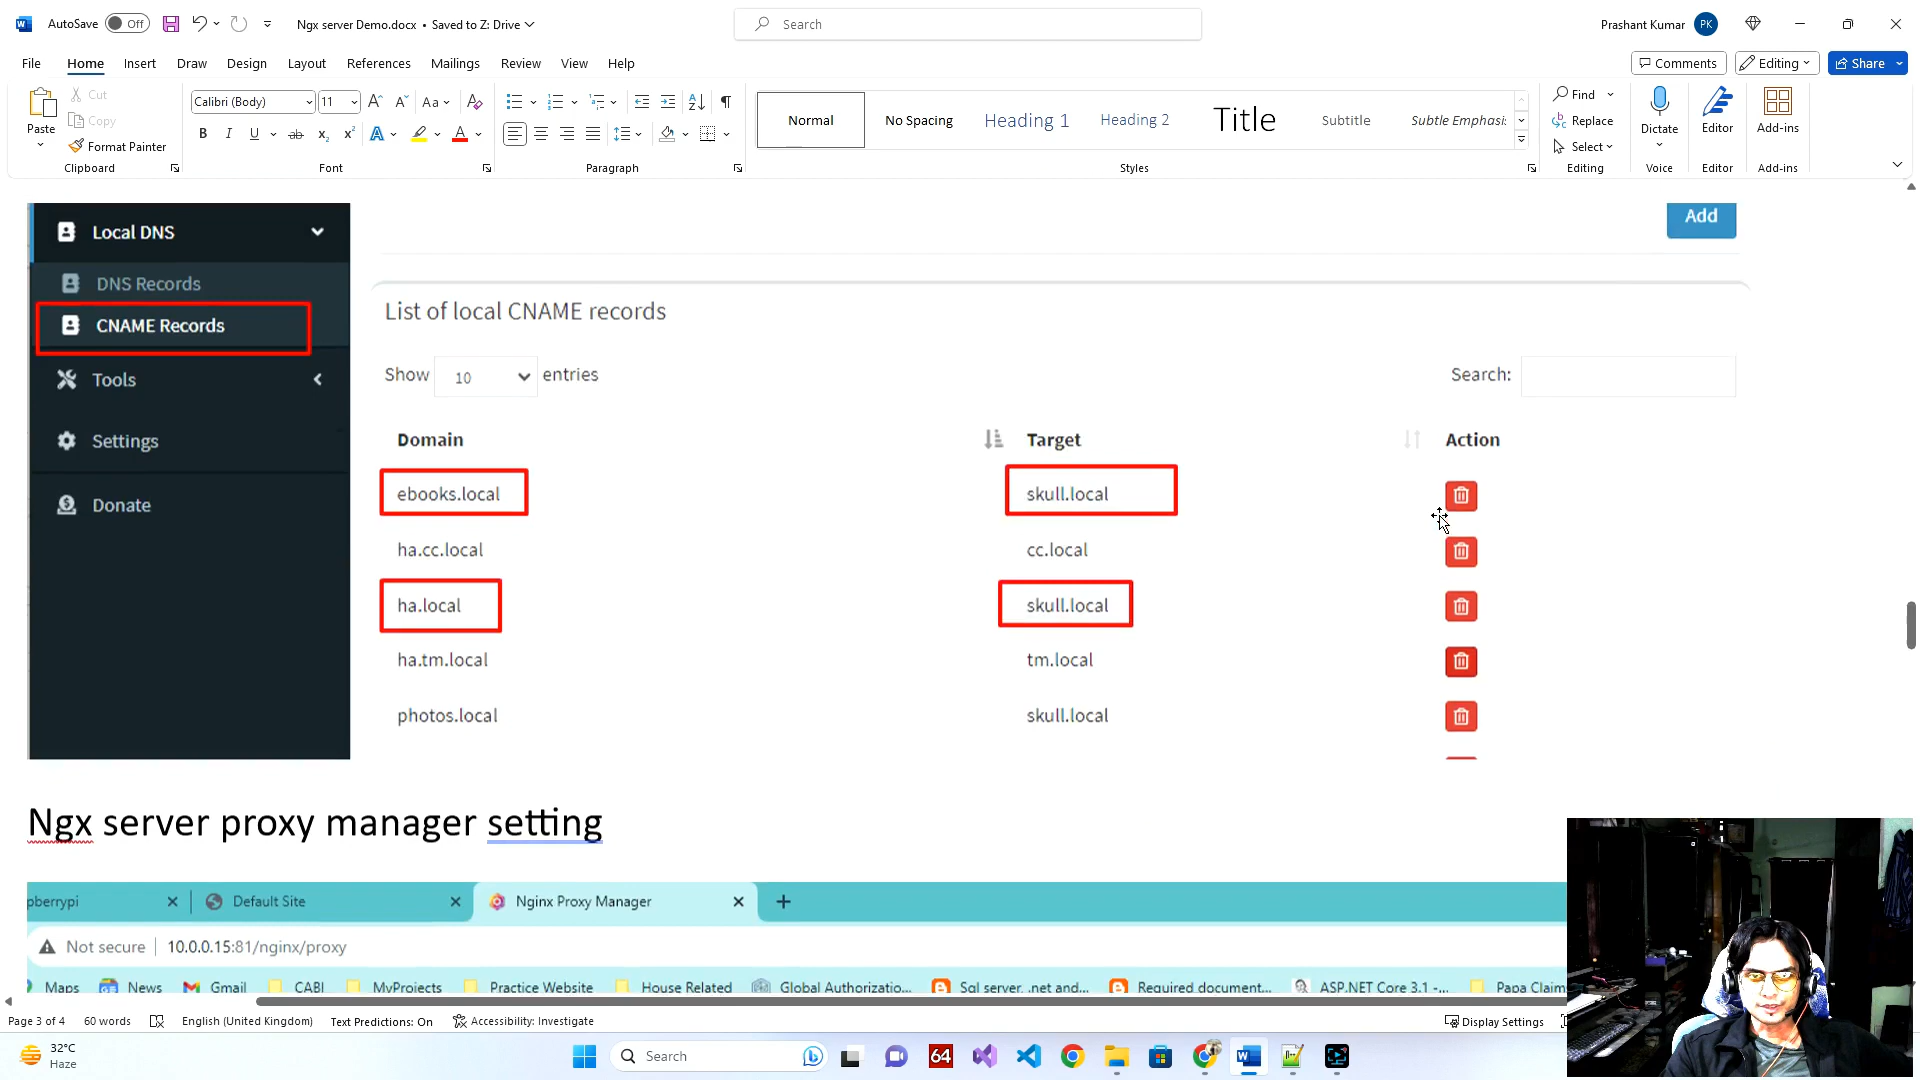 AutoSave Off Ngx server Demo.docx • Saved to Z: Drive Search Prashant Kumar PK
File Home Insert Draw Design Layout References Mailings Review View Help Comments Editing Share
Paste Cut Copy Format Painter Clipboard
Calibri (Body) 11 Font
Paragraph
Normal No Spacing Heading 1 Heading 2 Title Subtitle Subtle Emphasis Styles
Find Replace Select Editing
Dictate Voice
Editor Editor
Add-ins Add-ins
Local DNS
DNS Records
CNAME Records
Tools
Settings
Donate
Add
List of local CNAME records
Show 10 entries Search:
Domain Target Action
ebooks.local skull.local
ha.cc.local cc.local
ha.local skull.local
ha.tm.local tm.local
photos.local skull.local
Ngx server proxy manager setting
pberrypi Default Site Nginx Proxy Manager
Not secure 10.0.0.15:81/nginx/proxy
Maps News Gmail CABI MyProjects Practice Website House Related Global Authorizatio... Sql server, .net and... Required document... ASP.NET Core 3.1 -... Papa Claim
Page 3 of 4 60 words English (United Kingdom) Text Predictions: On Accessibility: Investigate Display Settings
32°C
Haze
Search
64